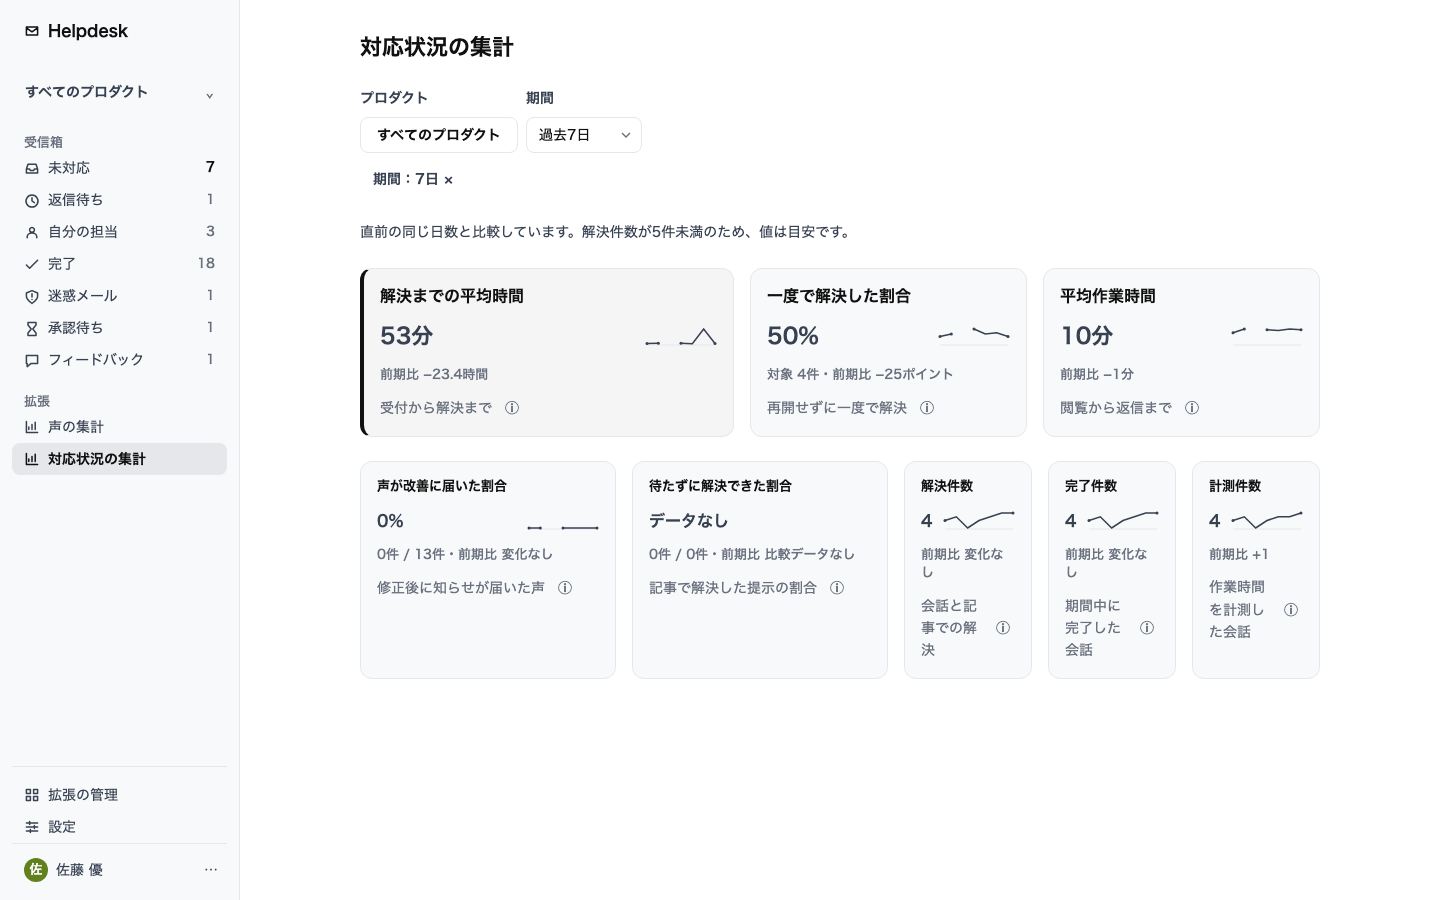 Helpdesk
すべてのプロダクト
受信箱
未対応 7
返信待ち 1
自分の担当 3
完了 18
迷惑メール 1
承認待ち 1
フィードバック 1
拡張
声の集計
対応状況の集計
拡張の管理
設定
佐 佐藤 優 …
対応状況の集計
プロダクト 期間
すべてのプロダクト 過去7日
期間：7日 ×
直前の同じ日数と比較しています。解決件数が5件未満のため、値は目安です。
解決までの平均時間
53分
前期比 −23.4時間
受付から解決まで ⓘ
一度で解決した割合
50%
対象 4件・前期比 −25ポイント
再開せずに一度で解決 ⓘ
平均作業時間
10分
前期比 −1分
閲覧から返信まで ⓘ
声が改善に届いた割合
0%
0件 / 13件・前期比 変化なし
修正後に知らせが届いた声 ⓘ
待たずに解決できた割合
データなし
0件 / 0件・前期比 比較データなし
記事で解決した提示の割合 ⓘ
解決件数
4
前期比 変化な
し
会話と記
事での解 ⓘ
決
完了件数
4
前期比 変化な
し
期間中に
完了した ⓘ
会話
計測件数
4
前期比 +1
作業時間
を計測し ⓘ
た会話